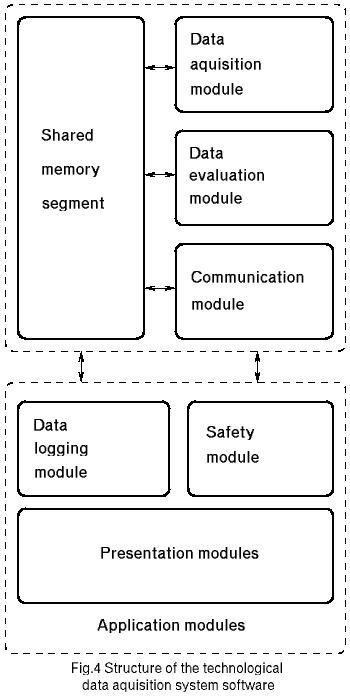 Shared
memory
segment
Data
aquisition
module
Data
evaluation
module
Communication
module
Data
logging
module
Safety
module
Presentation modules
Application modules
Fig.4 Structure of the technological
data aquisition system software